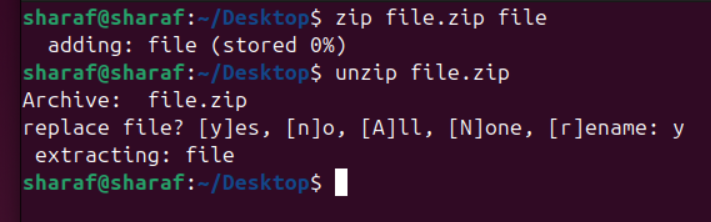 sharaf@sharaf:~/Desktop$ zip file.zip file
  adding: file (stored 0%)
sharaf@sharaf:~/Desktop$ unzip file.zip
Archive:  file.zip
replace file? [y]es, [n]o, [A]ll, [N]one, [r]ename: y
 extracting: file
sharaf@sharaf:~/Desktop$